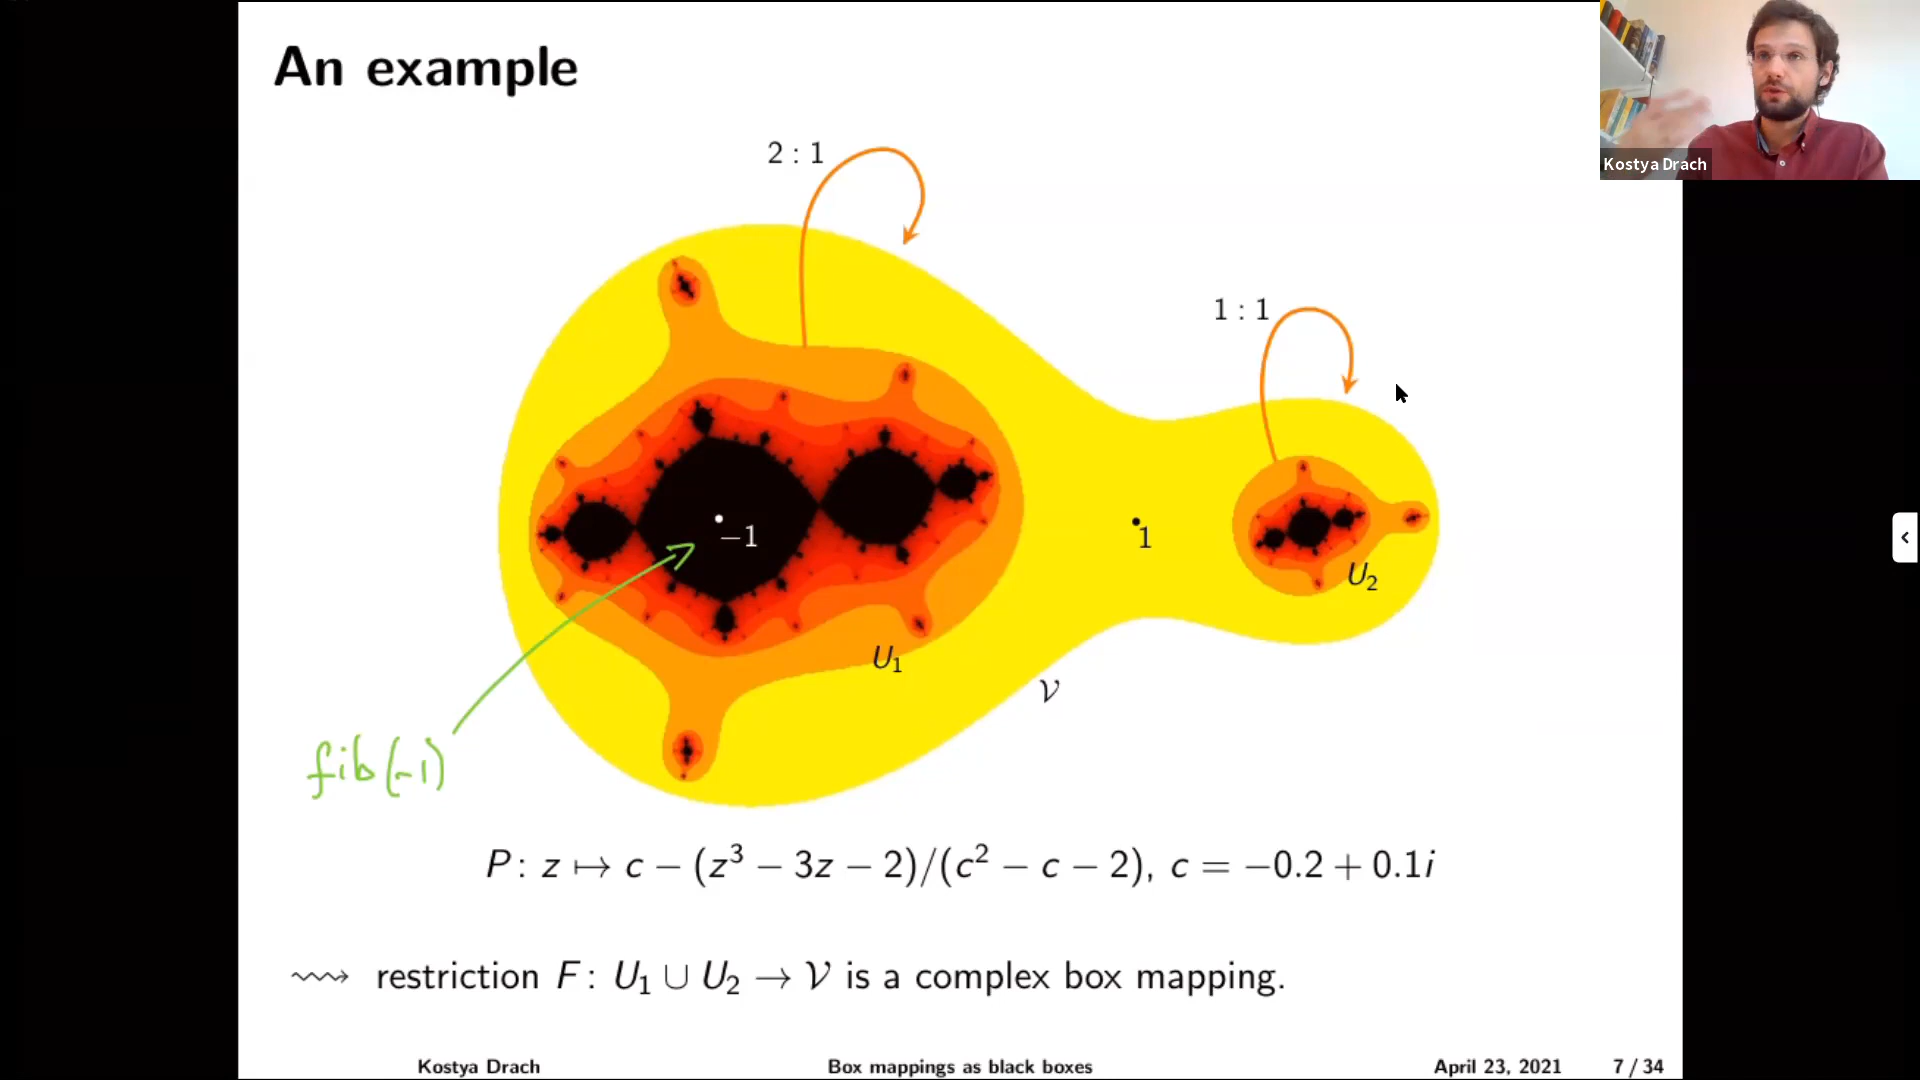 An example
Kostya Drach
2 : 1
1 : 1
−1
1
U₂
U₁
𝒱
fib(-1)
P: z ↦ c − (z³ − 3z − 2)/(c² − c − 2), c = −0.2 + 0.1i
⇝ restriction F: U₁ ∪ U₂ → 𝒱 is a complex box mapping.
Kostya Drach Box mappings as black boxes April 23, 2021 7 / 34